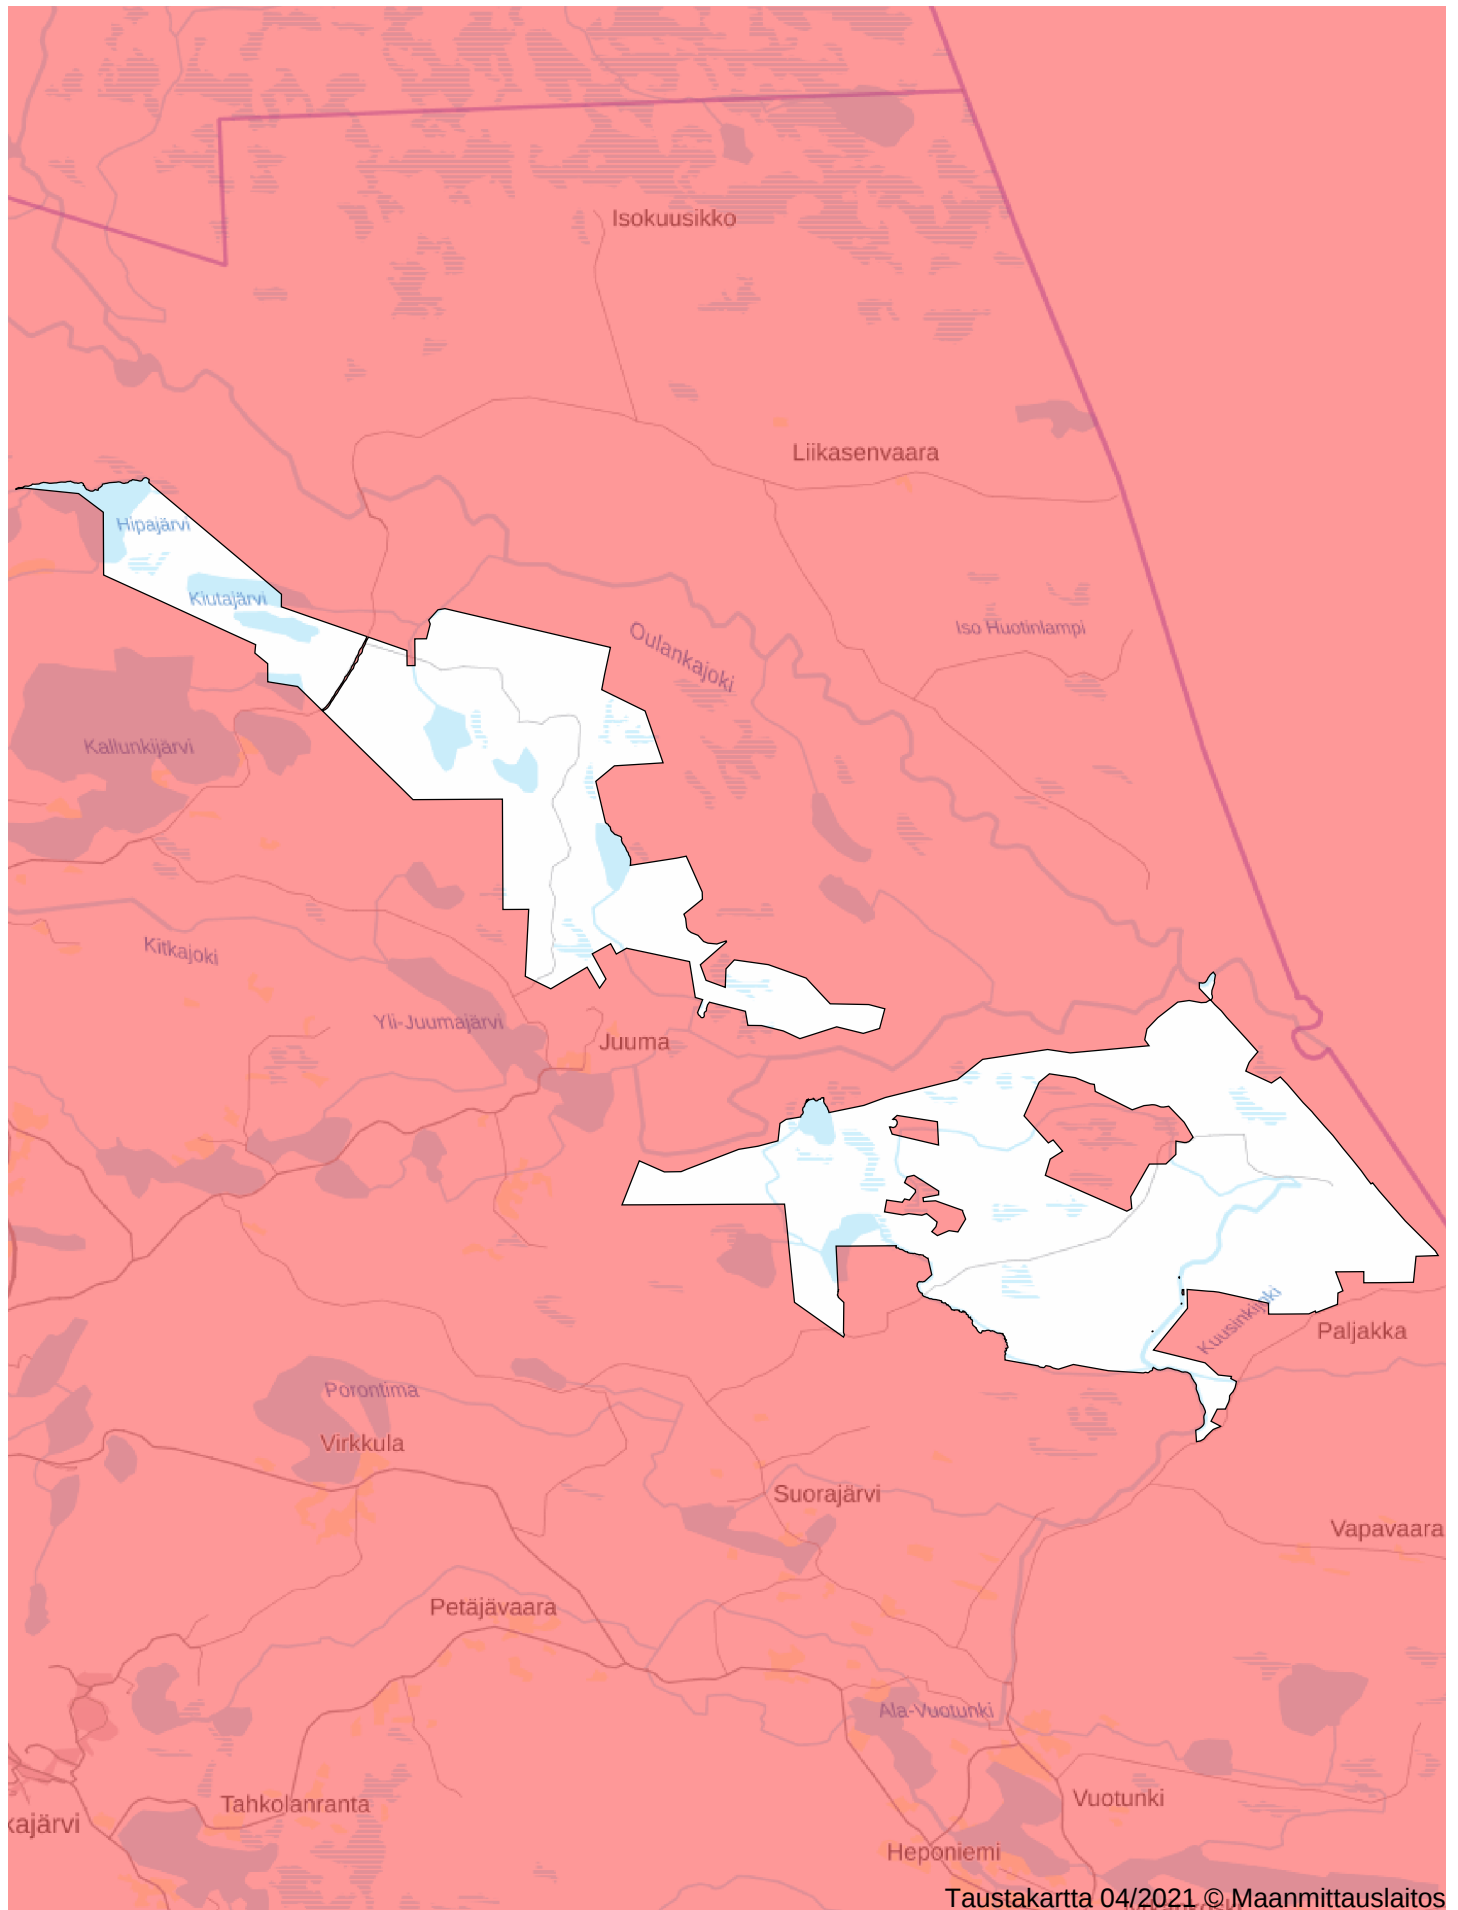 Isokuusikko
Liikasenvaara
Hipajärvi
Kiutajärvi
Iso Huotinlampi
Oulankajoki
Kallunkijärvi
Kitkajoki
Yli-Juumajärvi
Juuma
Kuusinkijoki
Paljakka
Porontima
Virkkula
Suorajärvi
Vapavaara
Petäjävaara
Ala-Vuotunki
Tahkolanranta
Vuotunki
kajärvi
Heponiemi
Taustakartta 04/2021 © Maanmittauslaitos